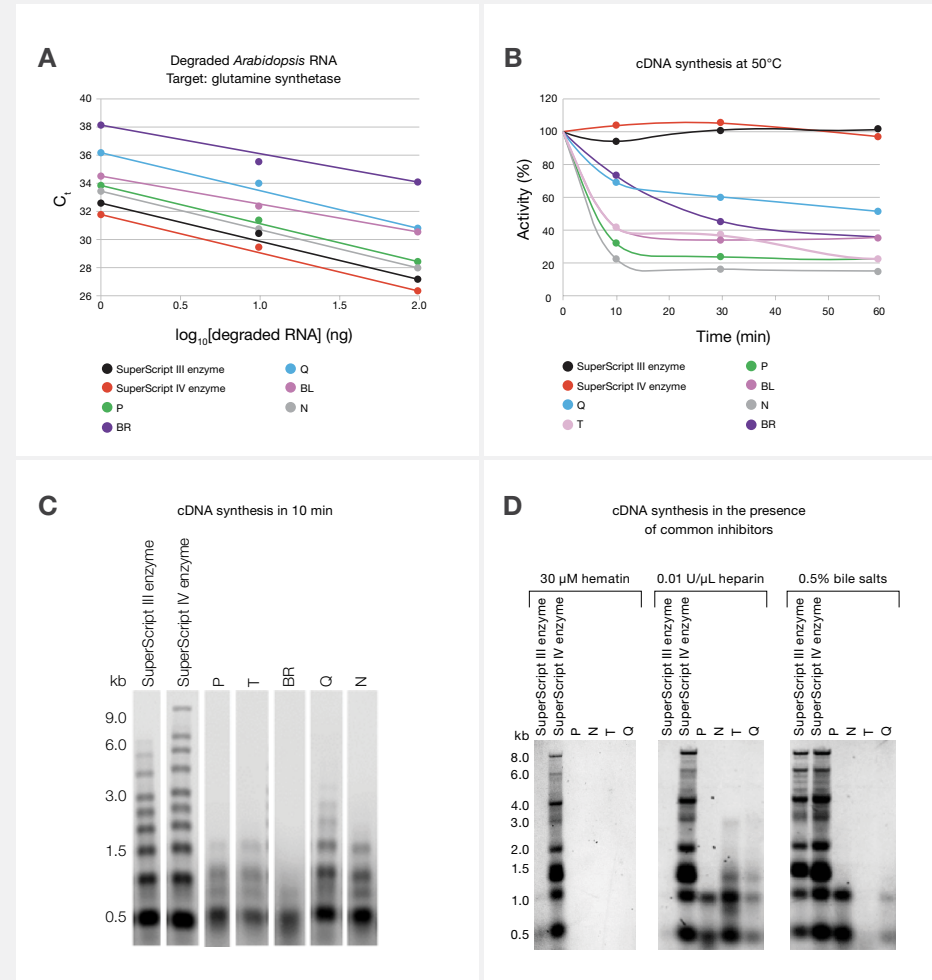 A
Degraded Arabidopsis RNA
Target: glutamine synthetase
40
38
36
34
32
30
28
26
Ct
0
0.5
1.0
1.5
2.0
log10[degraded RNA] (ng)
SuperScript III enzyme
SuperScript IV enzyme
P
BR
Q
BL
N
B
cDNA synthesis at 50°C
120
100
80
60
40
20
0
Activity (%)
0
10
20
30
40
50
60
Time (min)
SuperScript III enzyme
SuperScript IV enzyme
Q
T
P
BL
N
BR
C
cDNA synthesis in 10 min
kb
SuperScript III enzyme
SuperScript IV enzyme
P
T
BR
Q
N
9.0
6.0
3.0
1.5
0.5
D
cDNA synthesis in the presence
of common inhibitors
30 µM hematin
0.01 U/µL heparin
0.5% bile salts
kb
SuperScript III enzyme
SuperScript IV enzyme
P
N
T
Q
SuperScript III enzyme
SuperScript IV enzyme
P
N
T
Q
SuperScript III enzyme
SuperScript IV enzyme
P
N
T
Q
8.0
6.0
4.0
3.0
2.0
1.5
1.0
0.5